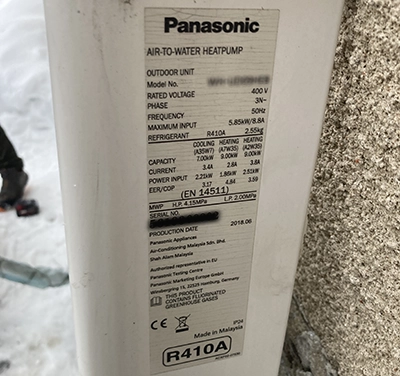 Panasonic
AIR-TO-WATER HEATPUMP
OUTDOOR UNIT
Model No.
RATED VOLTAGE 400 V
PHASE 3N~
FREQUENCY 50Hz
MAXIMUM INPUT 5.85kW/8.8A
REFRIGERANT R410A 2.55kg
COOLING HEATING HEATING
(A35W7) (A7W35) (A2W35)
CAPACITY 7.00kW 9.00kW 9.00kW
CURRENT 3.4A 2.8A 3.8A
POWER INPUT 2.21kW 1.86kW 2.51kW
EER/COP 3.17 4.84 3.59
(EN 14511)
MWP H.P. 4.15MPa L.P. 2.00MPa
SERIAL NO.
PRODUCTION DATE 2018.06
Panasonic Appliances
Air-Conditioning Malaysia Sdn. Bhd.
Shah Alam Malaysia
Authorised representative in EU
Panasonic Testing Centre
Panasonic Marketing Europe GmbH
Winsbergring 15, 22525 Hamburg, Germany
THIS PRODUCT
CONTAINS FLUORINATED
GREENHOUSE GASES
CE IPX4
Made in Malaysia
R410A